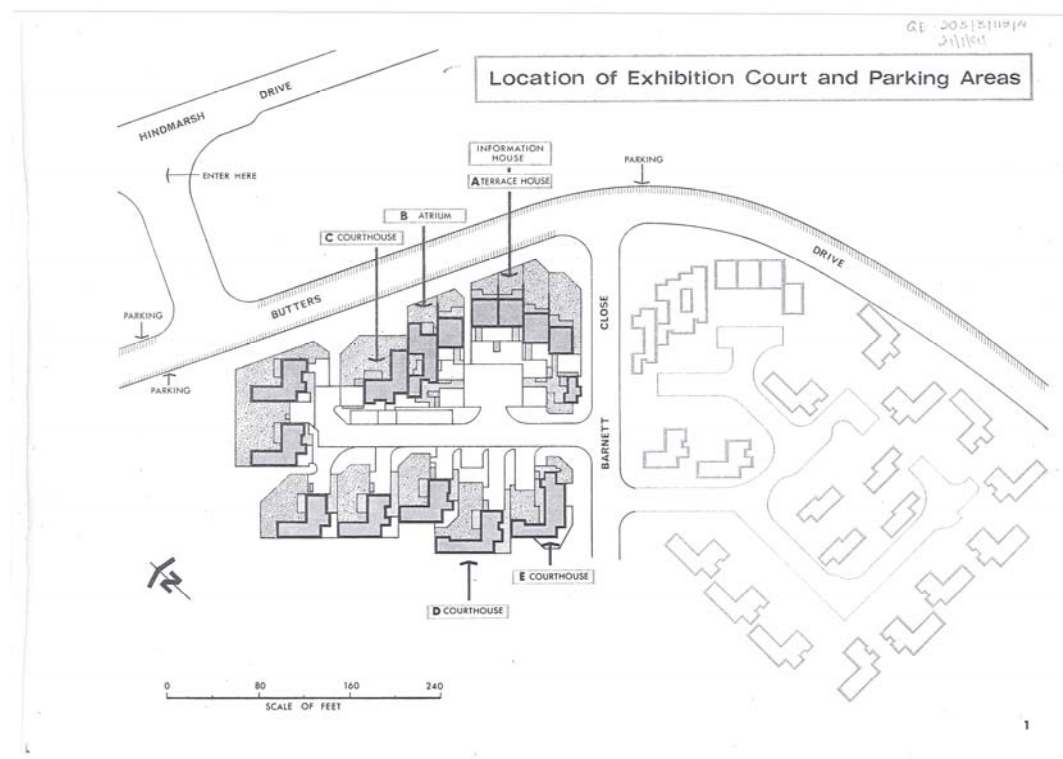 Location of Exhibition Court and Parking Areas
HINDMARSH DRIVE
ENTER HERE
INFORMATION
HOUSE
A TERRACE HOUSE
PARKING
B ATRIUM
C COURTHOUSE
BUTTERS
DRIVE
CLOSE
BARNETT
PARKING
PARKING
E COURTHOUSE
D COURTHOUSE
N
0 80 160 240
SCALE OF FEET
1